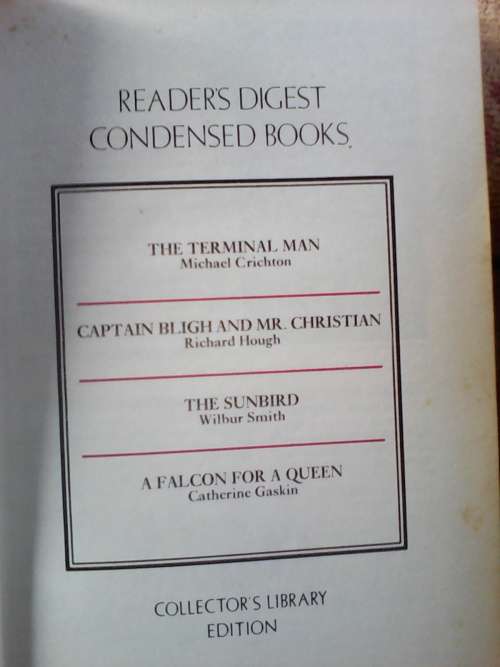 READER'S DIGEST
CONDENSED BOOKS.
THE TERMINAL MAN
Michael Crichton
CAPTAIN BLIGH AND MR. CHRISTIAN
Richard Hough
THE SUNBIRD
Wilbur Smith
A FALCON FOR A QUEEN
Catherine Gaskin
COLLECTOR'S LIBRARY
EDITION